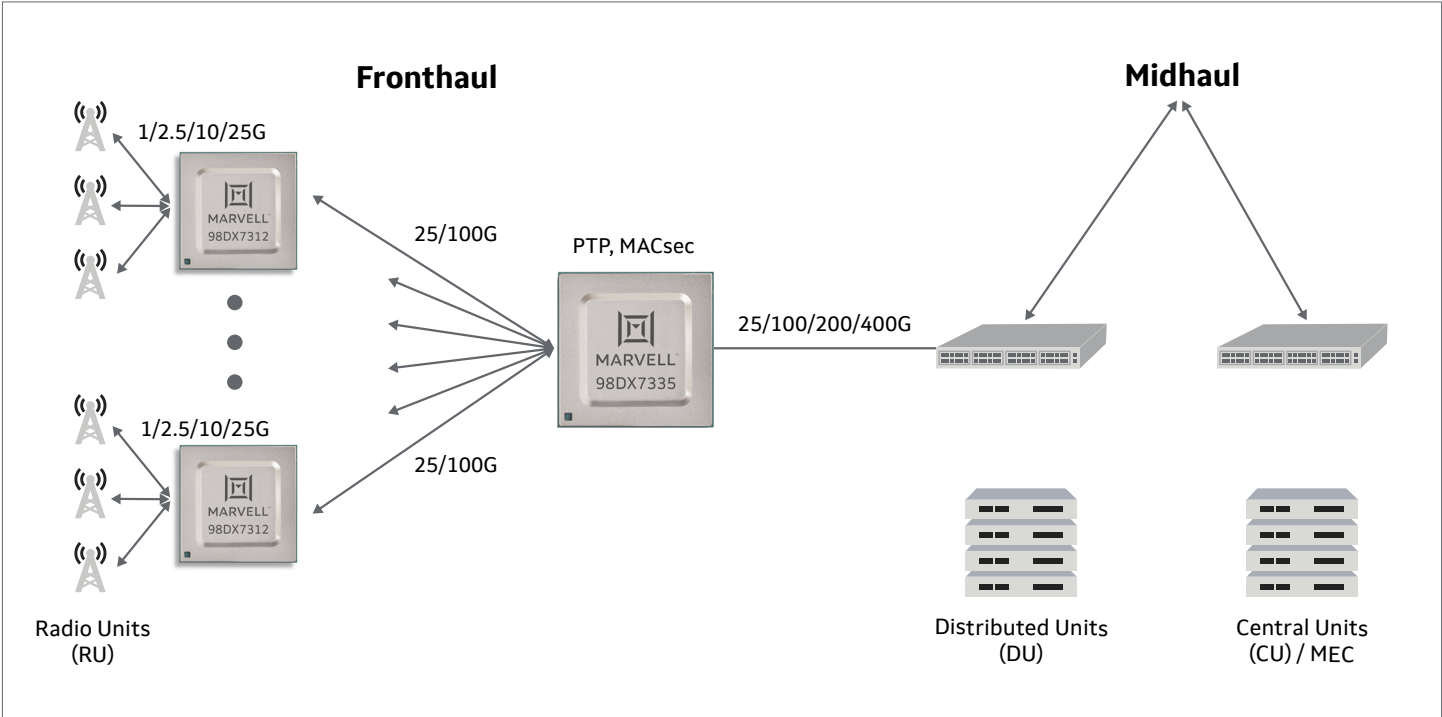 Fronthaul
Midhaul
1/2.5/10/25G
MARVELL
98DX7312
25/100G
PTP, MACsec
MARVELL™
98DX7335
25/100/200/400G
1/2.5/10/25G
MARVELL
98DX7312
25/100G
Radio Units
(RU)
Distributed Units
(DU)
Central Units
(CU) / MEC